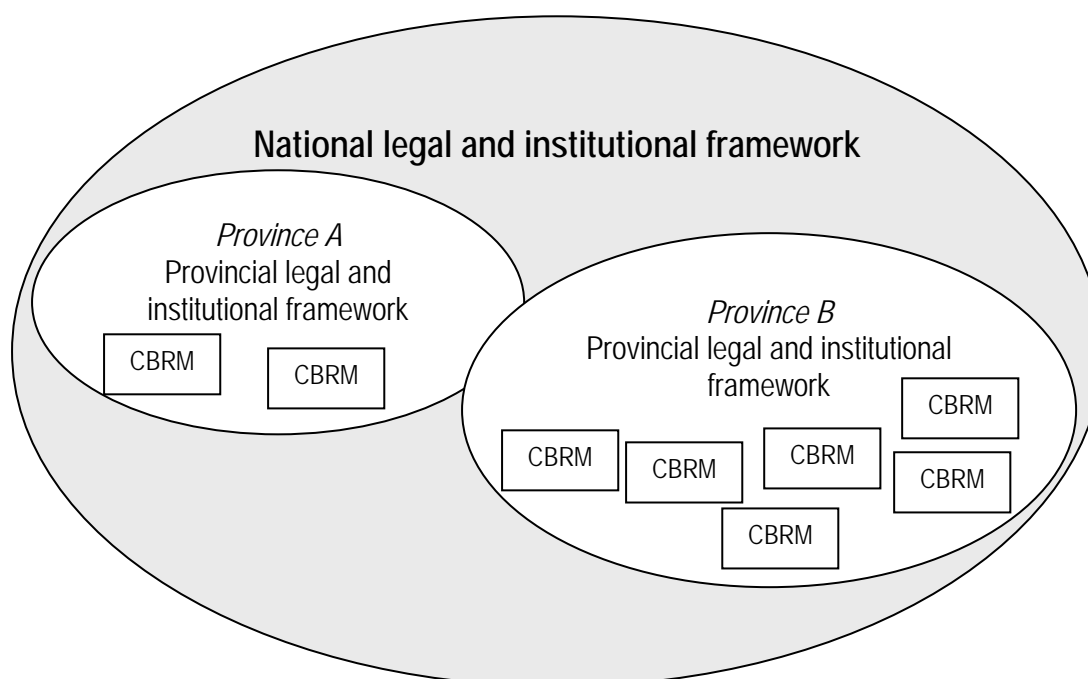 National legal and institutional framework
Province A
Provincial legal and
institutional framework
CBRM
CBRM
Province B
Provincial legal and institutional
framework
CBRM
CBRM
CBRM
CBRM
CBRM
CBRM